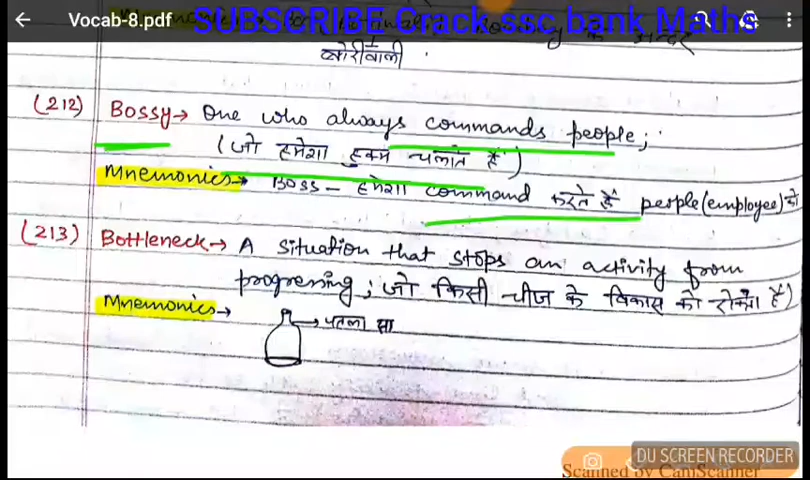 Vocab-8.pdf
SUBSCRIBE Crack ssc bank Maths
ब्योरीवाली .
(212) Bossy→ One who always commands people;
(जो हमेशा हुक्म चलाते हैं)
Mnemonics→ Boss - हमेशा command करते हैं people(employee)को
(213) Bottleneck→ A situation that stops an activity from
progressing; जो किसी चीज के विकास को रोकता है)
Mnemonics→
→पतला सा
DU SCREEN RECORDER
Scanned by CamScanner